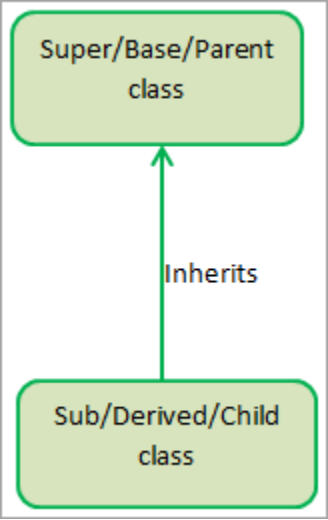 Super/Base/Parent
class
Inherits
Sub/Derived/Child
class